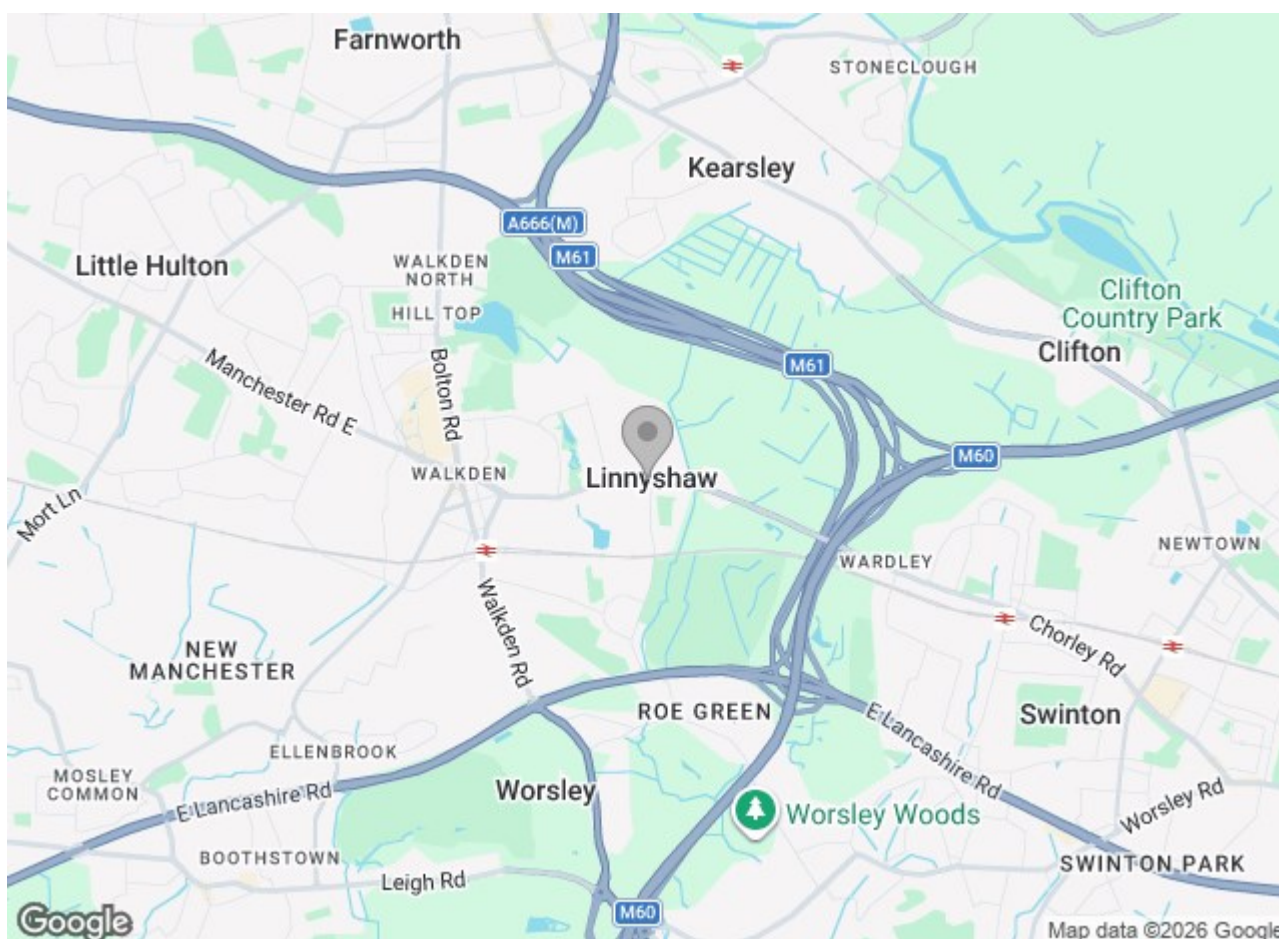 Farnworth
STONECLOUGH
Kearsley
A666(M)
M61
Little Hulton
WALKDEN
NORTH
HILL TOP
Clifton
Country Park
Clifton
Bolton Rd
Manchester Rd E
M61
M60
WALKDEN
Linnyshaw
Mort Ln
NEWTOWN
WARDLEY
Walkden Rd
Chorley Rd
NEW
MANCHESTER
ROE GREEN
Swinton
E Lancashire Rd
ELLENBROOK
MOSLEY
COMMON
E Lancashire Rd
Worsley
Worsley Woods
Worsley Rd
BOOTHSTOWN
Leigh Rd
SWINTON PARK
M60
Google
Map data ©2026 Google